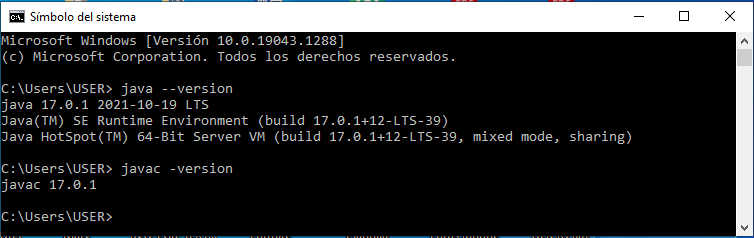 Símbolo del sistema
Microsoft Windows [Versión 10.0.19043.1288]
(c) Microsoft Corporation. Todos los derechos reservados.
C:\Users\USER> java --version
java 17.0.1 2021-10-19 LTS
Java(TM) SE Runtime Environment (build 17.0.1+12-LTS-39)
Java HotSpot(TM) 64-Bit Server VM (build 17.0.1+12-LTS-39, mixed mode, sharing)
C:\Users\USER> javac -version
javac 17.0.1
C:\Users\USER>